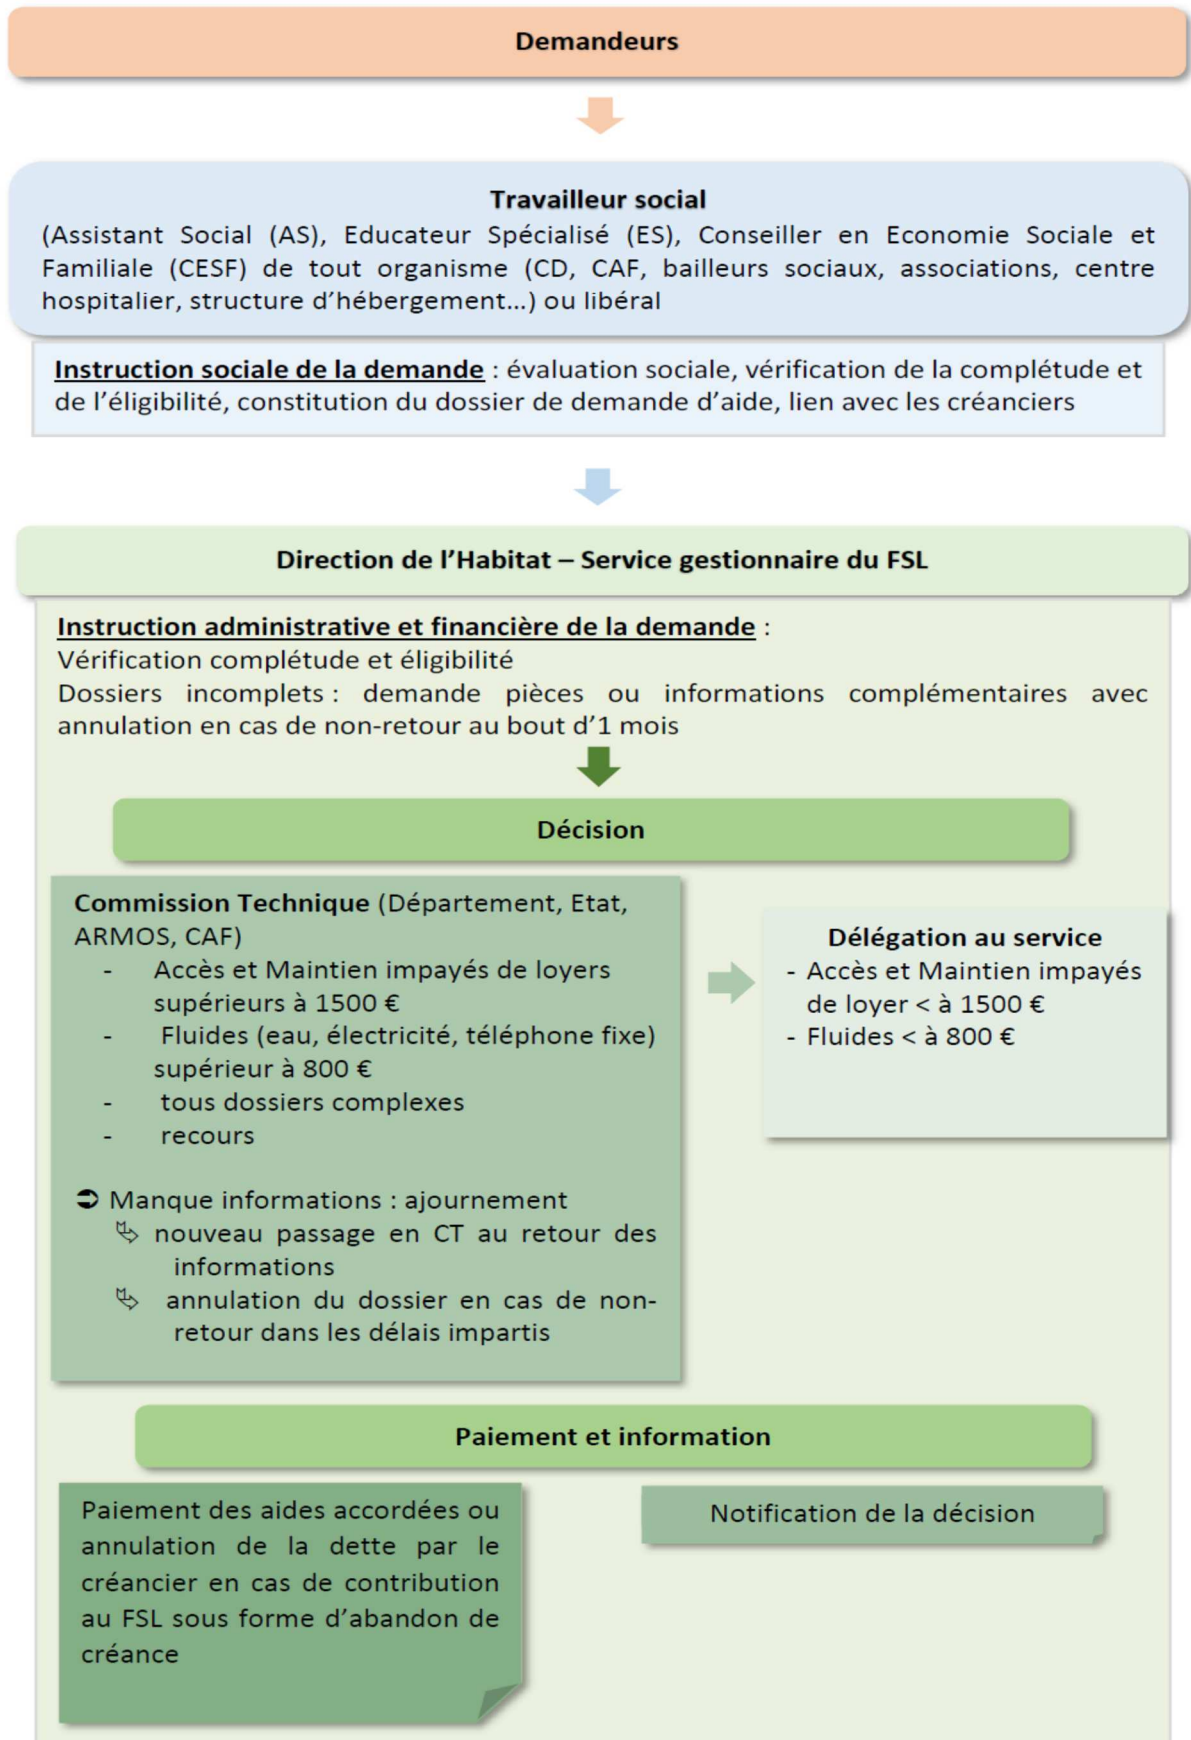 Demandeurs
Travailleur social
(Assistant Social (AS), Educateur Spécialisé (ES), Conseiller en Economie Sociale et
Familiale (CESF) de tout organisme (CD, CAF, bailleurs sociaux, associations, centre
hospitalier, structure d’hébergement…) ou libéral
Instruction sociale de la demande : évaluation sociale, vérification de la complétude et
de l’éligibilité, constitution du dossier de demande d’aide, lien avec les créanciers
Direction de l’Habitat – Service gestionnaire du FSL
Instruction administrative et financière de la demande :
Vérification complétude et éligibilité
Dossiers incomplets : demande pièces ou informations complémentaires avec
annulation en cas de non-retour au bout d’1 mois
Décision
Commission Technique (Département, Etat,
ARMOS, CAF)
- Accès et Maintien impayés de loyers
supérieurs à 1500 €
- Fluides (eau, électricité, téléphone fixe)
supérieur à 800 €
- tous dossiers complexes
- recours
➲ Manque informations : ajournement
↳ nouveau passage en CT au retour des
informations
↳ annulation du dossier en cas de non-
retour dans les délais impartis
Délégation au service
- Accès et Maintien impayés
de loyer < à 1500 €
- Fluides < à 800 €
Paiement et information
Paiement des aides accordées ou
annulation de la dette par le
créancier en cas de contribution
au FSL sous forme d’abandon de
créance
Notification de la décision